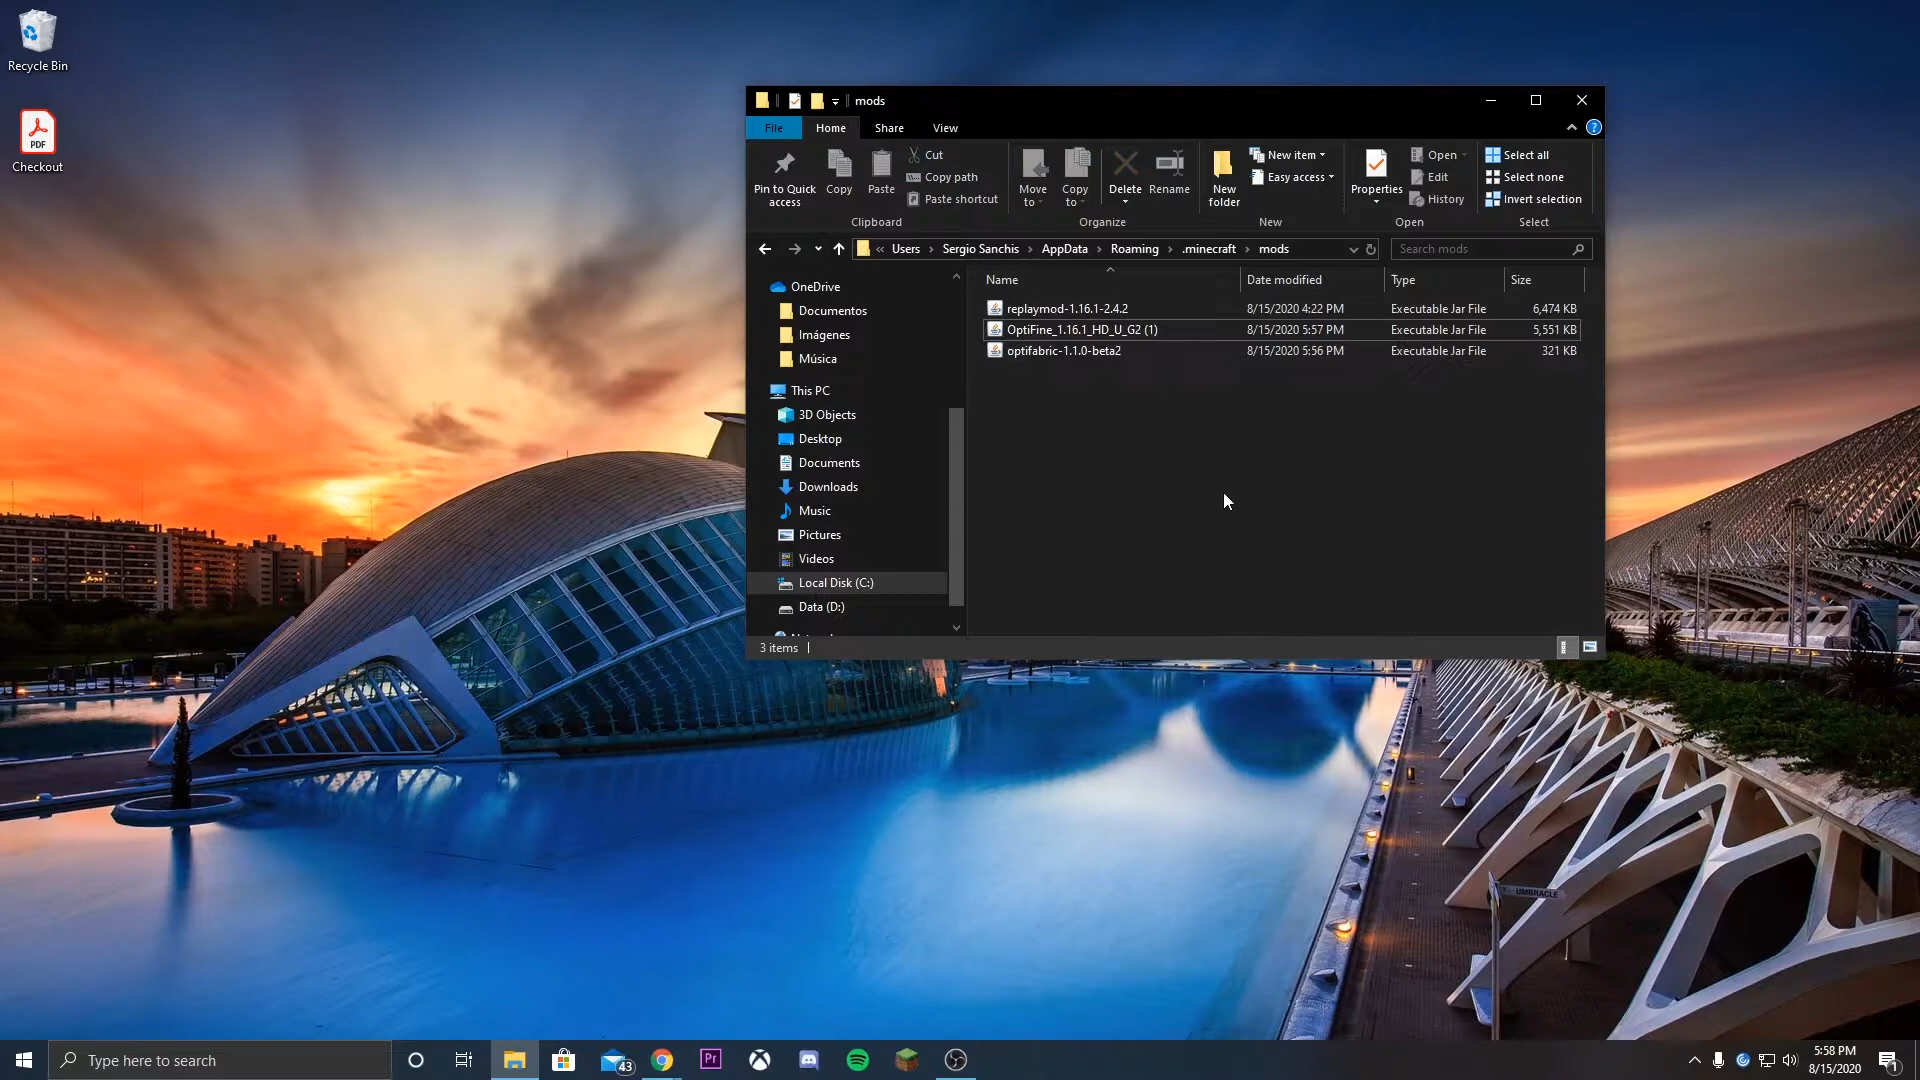 Recycle Bin
PDF
Checkout
mods
File
Home
Share
View
Pin to Quick access
Copy
Paste
Cut
Copy path
Paste shortcut
Clipboard
Move to
Copy to
Delete
Rename
Organize
New folder
New item
Easy access
New
Properties
Open
Edit
History
Open
Select all
Select none
Invert selection
Select
« Users > Sergio Sanchis > AppData > Roaming > .minecraft > mods
Search mods
OneDrive
Documentos
Imágenes
Música
This PC
3D Objects
Desktop
Documents
Downloads
Music
Pictures
Videos
Local Disk (C:)
Data (D:)
Name Date modified Type Size
replaymod-1.16.1-2.4.2 8/15/2020 4:22 PM Executable Jar File 6,474 KB
OptiFine_1.16.1_HD_U_G2 (1) 8/15/2020 5:57 PM Executable Jar File 5,551 KB
optifabric-1.1.0-beta2 8/15/2020 5:56 PM Executable Jar File 321 KB
3 items
UMBRACLE
Type here to search
43
Pr
5:58 PM
8/15/2020
1